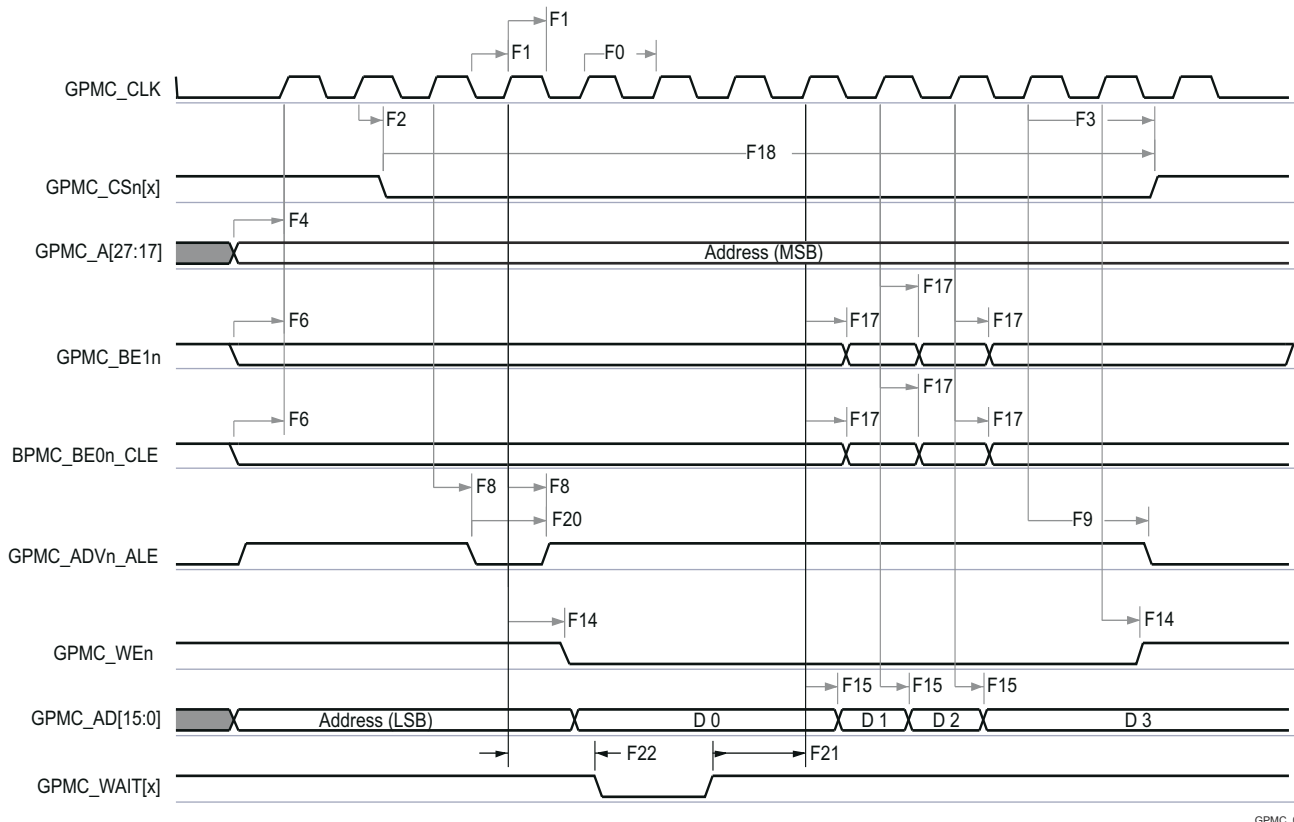 F1
F1
F0
GPMC_CLK
F2
F3
F18
GPMC_CSn[x]
F4
GPMC_A[27:17]
Address (MSB)
F17
F6
F17
F17
GPMC_BE1n
F17
F6
F17
F17
BPMC_BE0n_CLE
F8
F8
F20
F9
GPMC_ADVn_ALE
F14
F14
GPMC_WEn
F15
F15
F15
GPMC_AD[15:0]
Address (LSB)
D 0
D 1
D 2
D 3
F22
F21
GPMC_WAIT[x]